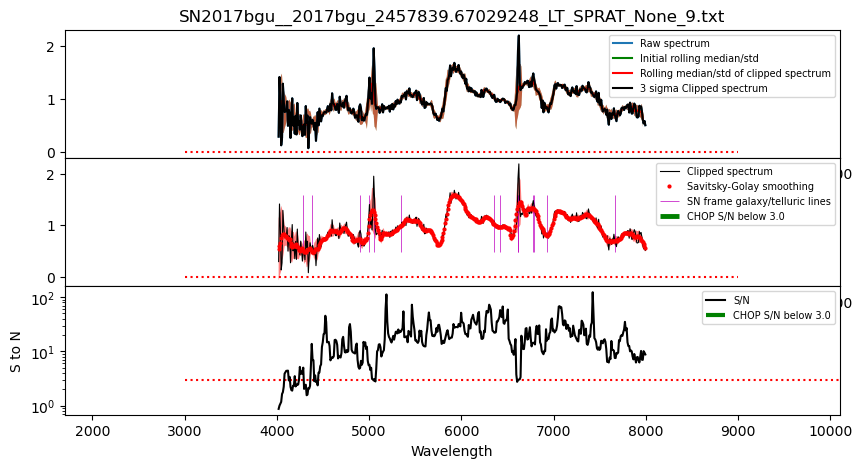 SN2017bgu__2017bgu_2457839.67029248_LT_SPRAT_None_9.txt
2
1
0
Raw spectrum
Initial rolling median/std
Rolling median/std of clipped spectrum
3 sigma Clipped spectrum
00
2
1
0
Clipped spectrum
Savitsky-Golay smoothing
SN frame galaxy/telluric lines
CHOP S/N below 3.0
00
S to N
10²
10¹
10⁰
S/N
CHOP S/N below 3.0
2000 3000 4000 5000 6000 7000 8000 9000 10000
Wavelength